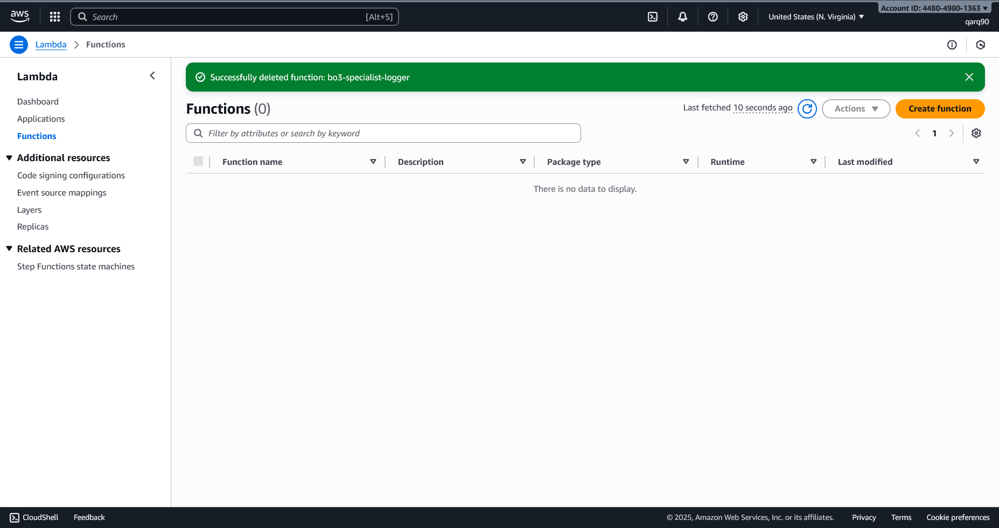 aws
Search [Alt+S]
United States (N. Virginia)
Account ID: 4480-4980-1363
qarq90
Lambda
Functions
Lambda
Dashboard
Applications
Functions
Additional resources
Code signing configurations
Event source mappings
Layers
Replicas
Related AWS resources
Step Functions state machines
Successfully deleted function: bo3-specialist-logger
Functions (0)
Last fetched 10 seconds ago
Actions
Create function
Filter by attributes or search by keyword
1
Function name Description Package type Runtime Last modified
There is no data to display.
CloudShell Feedback © 2025, Amazon Web Services, Inc. or its affiliates. Privacy Terms Cookie preferences